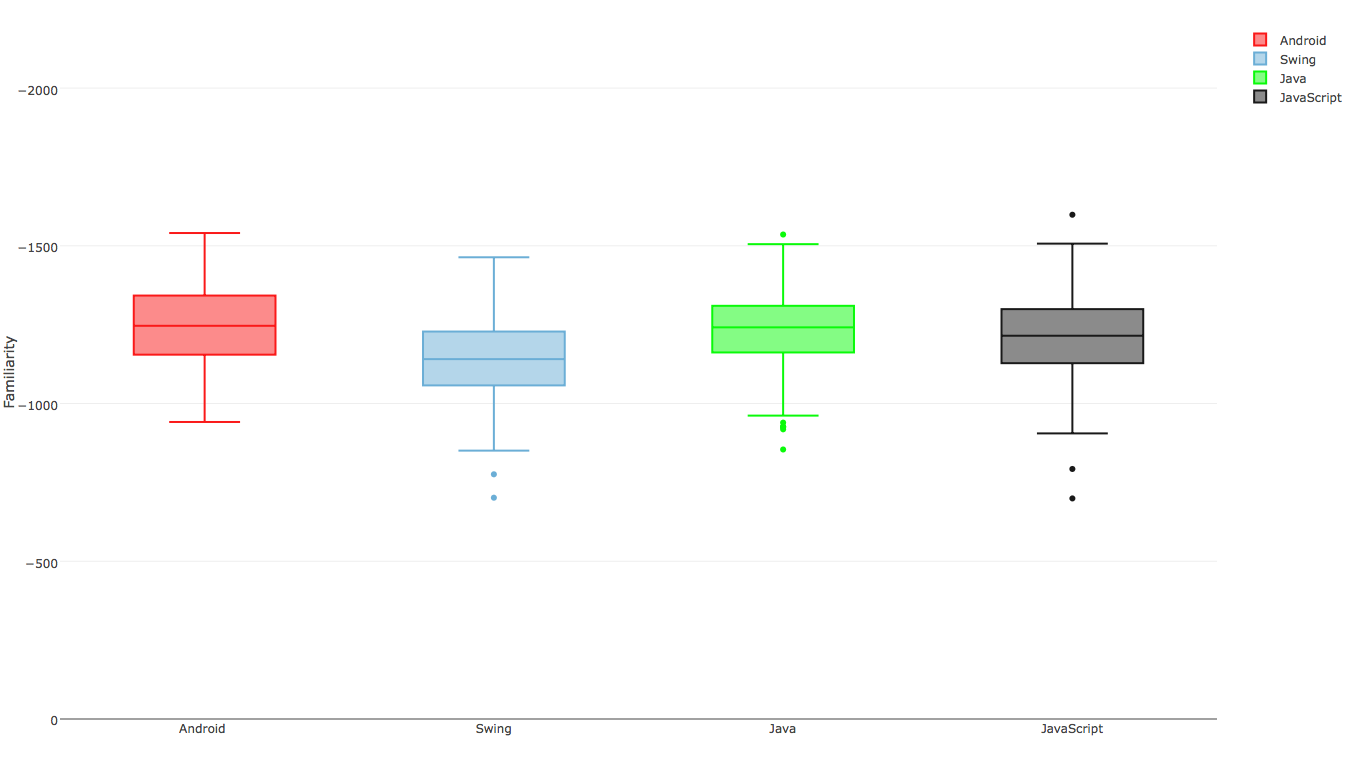 Android
Swing
Java
JavaScript
−2000
−1500
−1000
−500
0
Familiarity
Android
Swing
Java
JavaScript